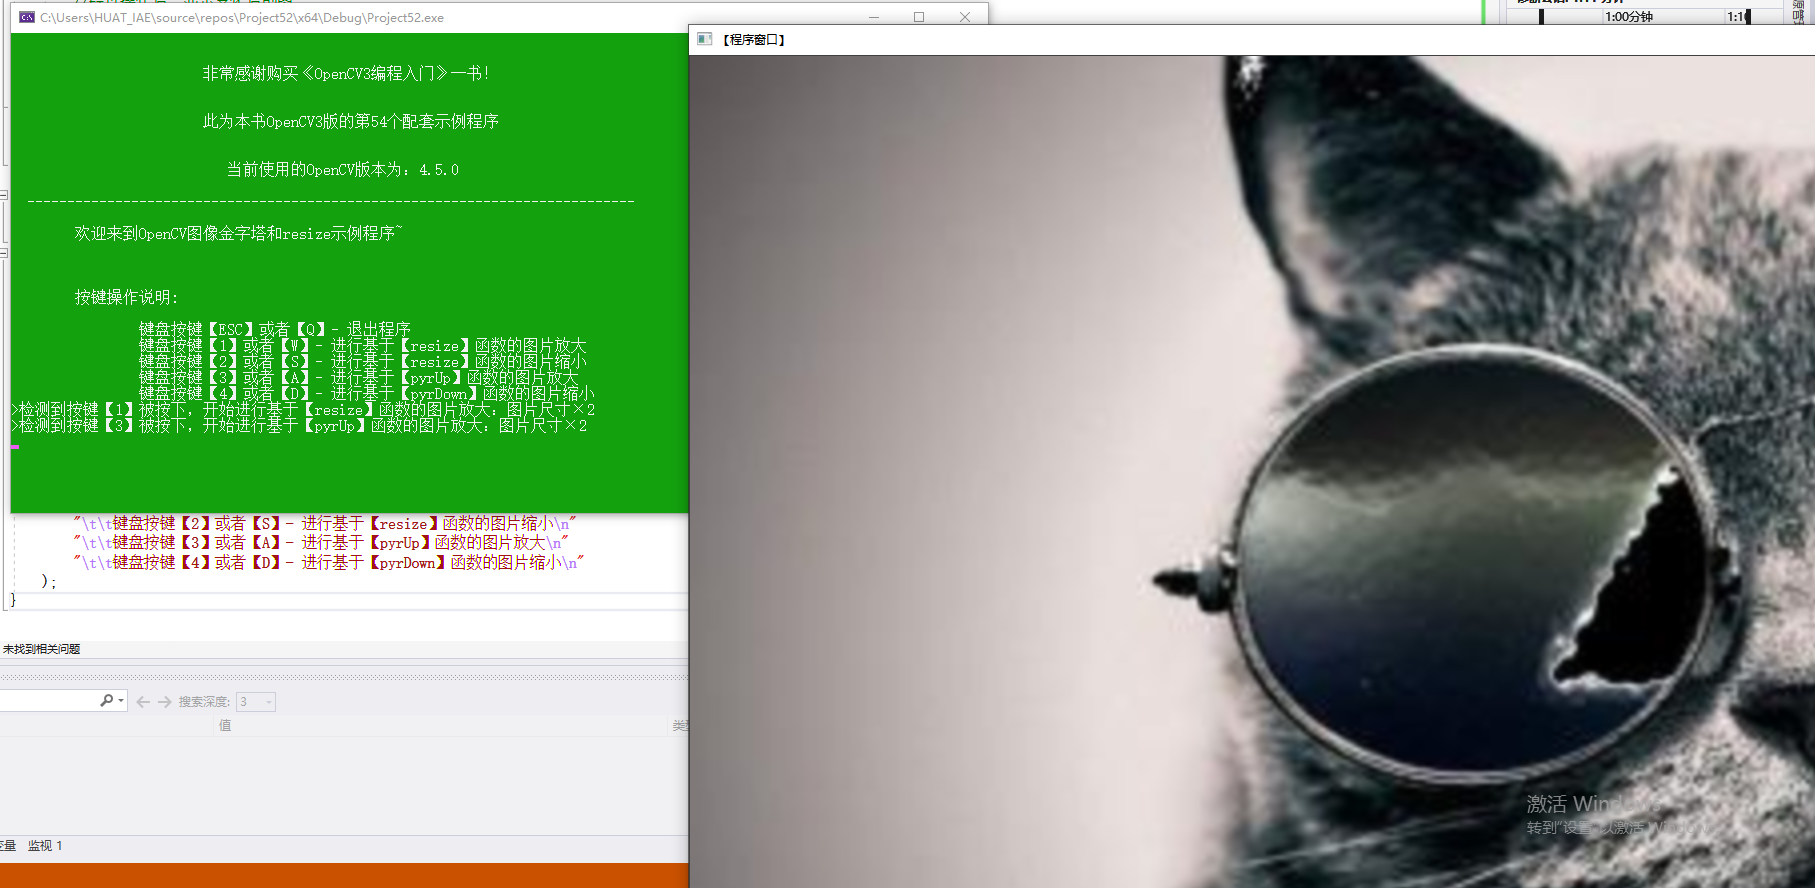 C:\Users\HUAT_IAE\source\repos\Project52\x64\Debug\Project52.exe
非常感谢购买《OpenCV3编程入门》一书!
此为本书OpenCV3版的第54个配套示例程序
当前使用的OpenCV版本为: 4.5.0
----------------------------------------------------------------------------
欢迎来到OpenCV图像金字塔和resize示例程序~
按键操作说明:
键盘按键【ESC】或者【Q】- 退出程序
键盘按键【1】或者【W】- 进行基于【resize】函数的图片放大
键盘按键【2】或者【S】- 进行基于【resize】函数的图片缩小
键盘按键【3】或者【A】- 进行基于【pyrUp】函数的图片放大
键盘按键【4】或者【D】- 进行基于【pyrDown】函数的图片缩小
>检测到按键【1】被按下,开始进行基于【resize】函数的图片放大: 图片尺寸×2
>检测到按键【3】被按下,开始进行基于【pyrUp】函数的图片放大: 图片尺寸×2
"\t\t键盘按键【2】或者【S】- 进行基于【resize】函数的图片缩小\n"
"\t\t键盘按键【3】或者【A】- 进行基于【pyrUp】函数的图片放大\n"
"\t\t键盘按键【4】或者【D】- 进行基于【pyrDown】函数的图片缩小\n"
);
}
未找到相关问题
搜索深度: 3
值
监视 1
1:00分钟
【程序窗口】
激活 Windows
转到"设置"以激活 Windows